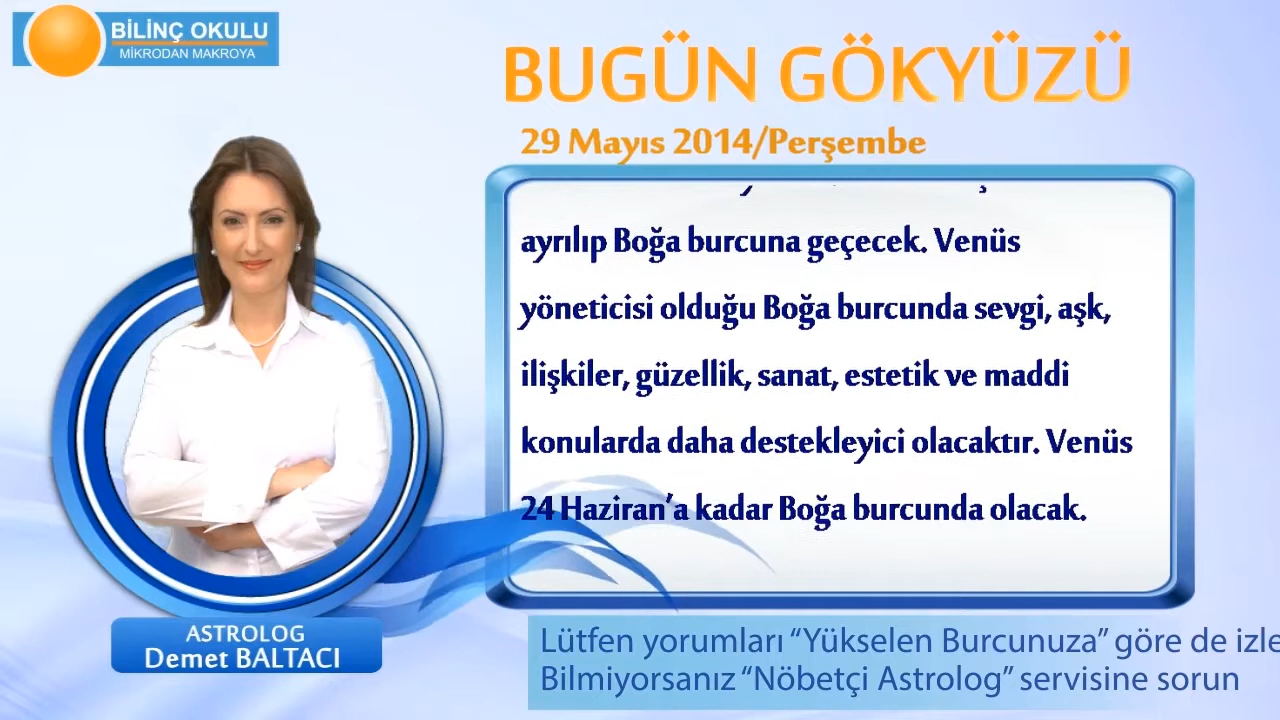 BİLİNÇ OKULU
MİKRODAN MAKROYA
BUGÜN GÖKYÜZÜ
29 Mayıs 2014/Perşembe
ayrılıp Boğa burcuna geçecek. Venüs
yöneticisi olduğu Boğa burcunda sevgi, aşk,
ilişkiler, güzellik, sanat, estetik ve maddi
konularda daha destekleyici olacaktır. Venüs
24 Haziran’a kadar Boğa burcunda olacak.
ASTROLOG
Demet BALTACI
Lütfen yorumları “Yükselen Burcunuza” göre de izle
Bilmiyorsanız “Nöbetçi Astrolog” servisine sorun